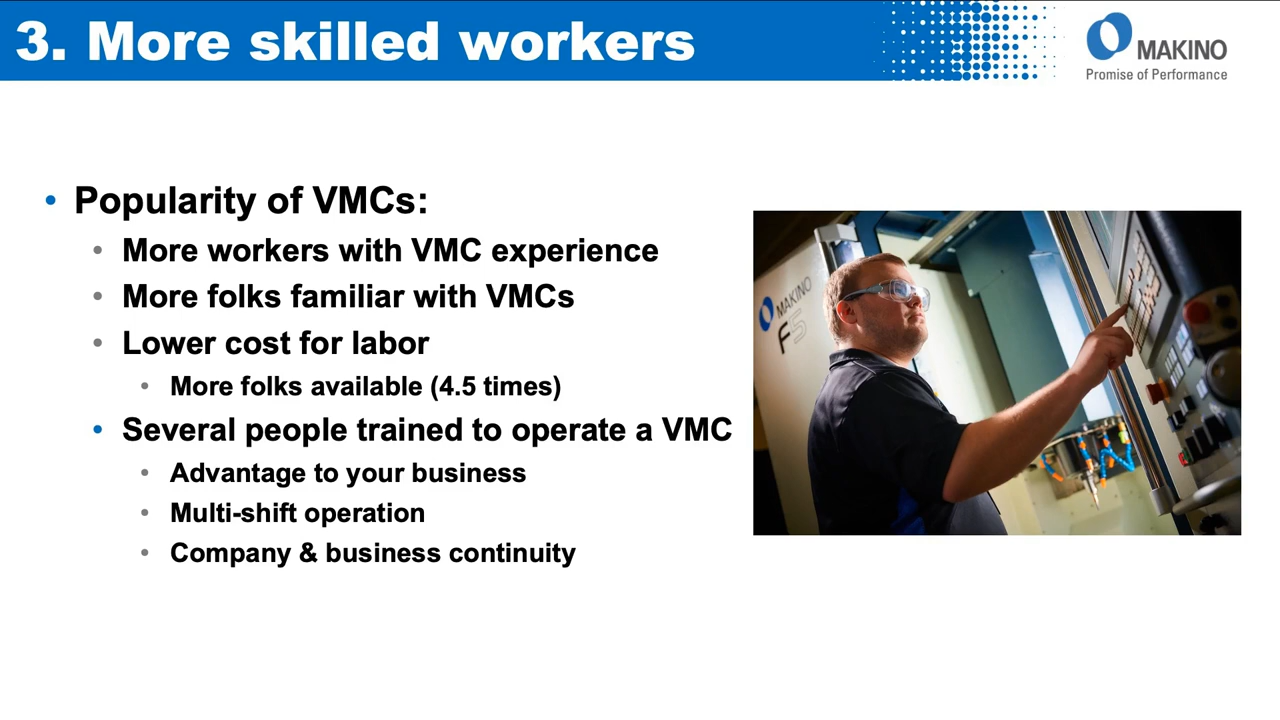 3. More skilled workers
MAKINO
Promise of Performance
• Popularity of VMCs:
• More workers with VMC experience
• More folks familiar with VMCs
• Lower cost for labor
• More folks available (4.5 times)
• Several people trained to operate a VMC
• Advantage to your business
• Multi-shift operation
• Company & business continuity
MAKINO
F5